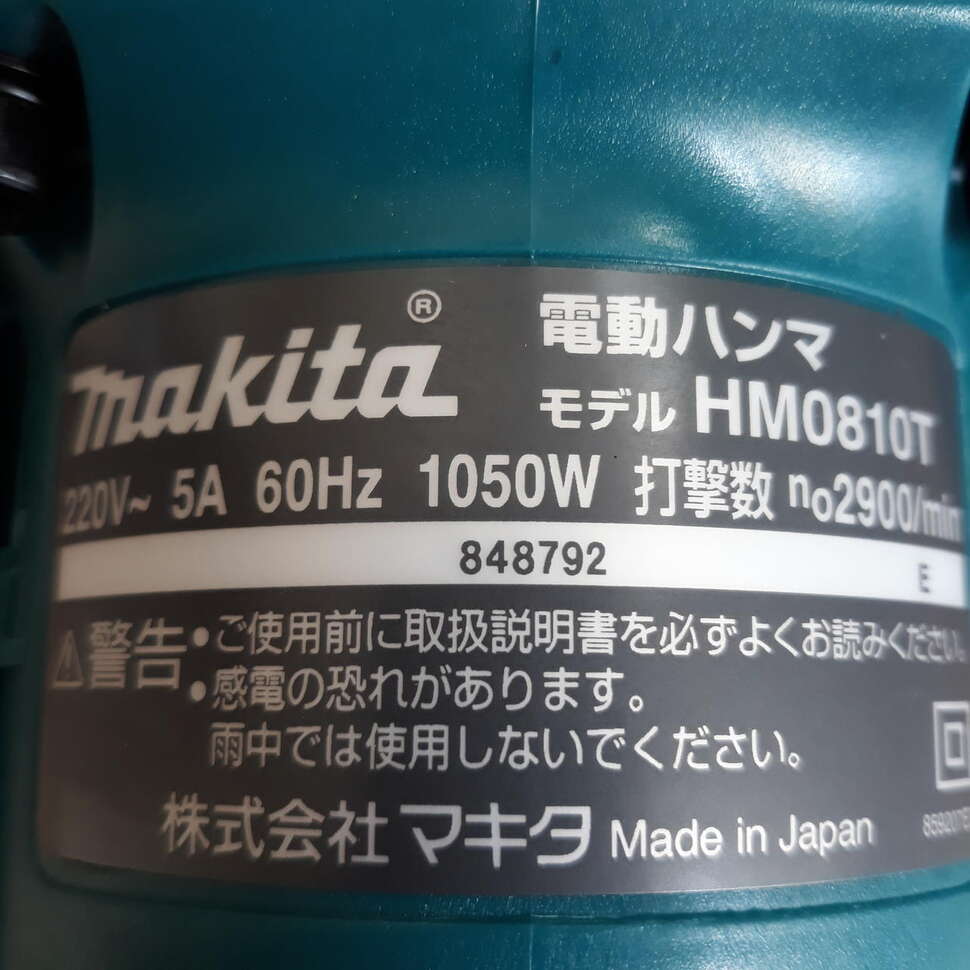 makita®
電動ハンマ
モデル HM0810T
220V~ 5A 60Hz 1050W 打撃数 n₀2900/min
848792 E
⚠警告
・ご使用前に取扱説明書を必ずよくお読みください。
・感電の恐れがあります。
雨中では使用しないでください。
株式会社マキタ Made in Japan